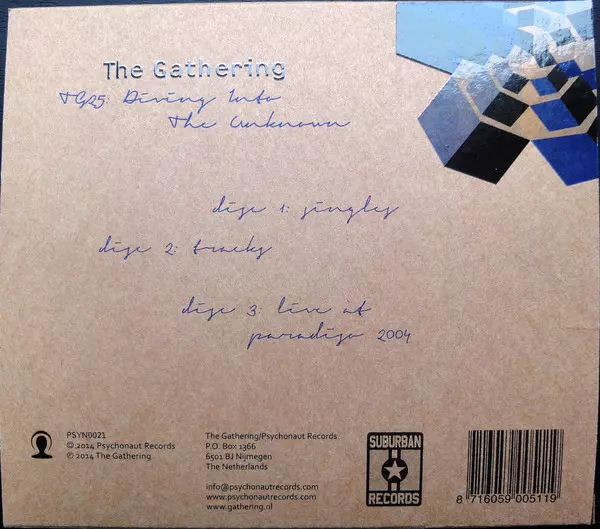 The Gathering
TG25: Diving Into
The Unknown
disc 1: singles
disc 2: tracks
disc 3: live at
paradiso 2004
PSYN0021
© 2014 Psychonaut Records
℗ 2014 The Gathering
The Gathering/Psychonaut Records
P.O. Box 1366
6501 BJ Nijmegen
The Netherlands
info@psychonautrecords.com
www.psychonautrecords.com
www.gathering.nl
SUBURBAN
RECORDS
8 716059 005119